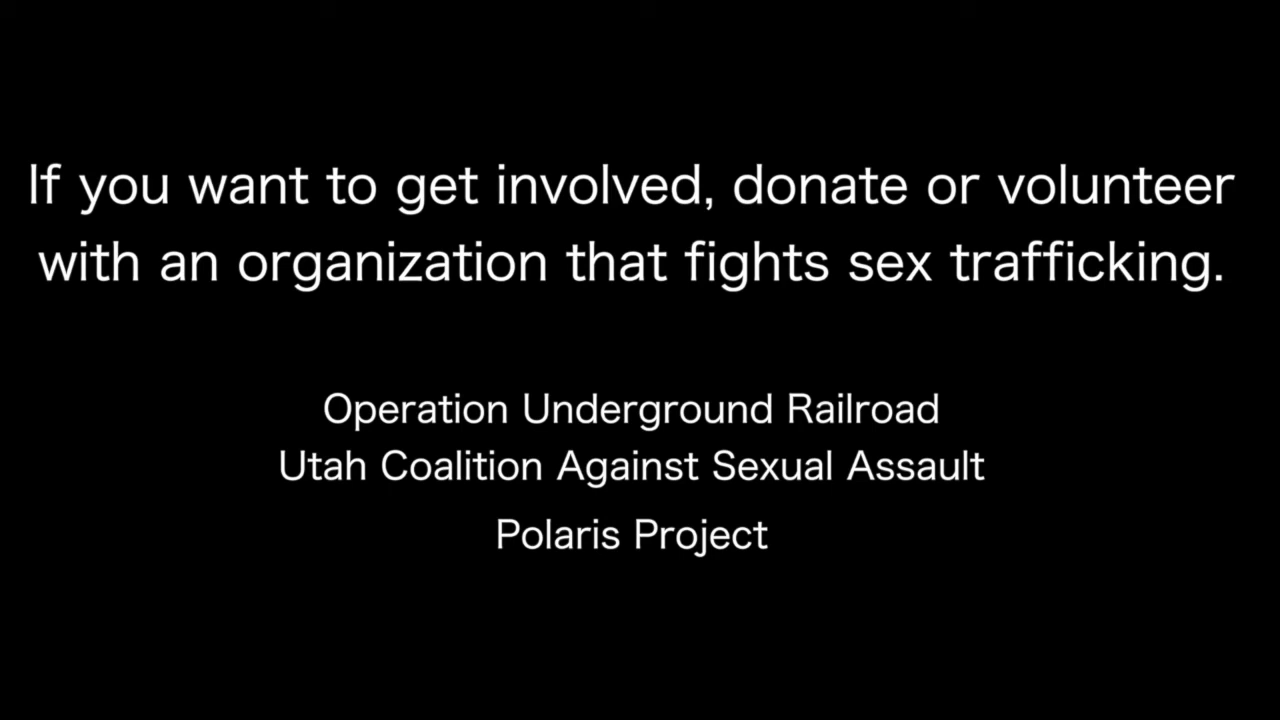 If you want to get involved, donate or volunteer
with an organization that fights sex trafficking.
Operation Underground Railroad
Utah Coalition Against Sexual Assault
Polaris Project